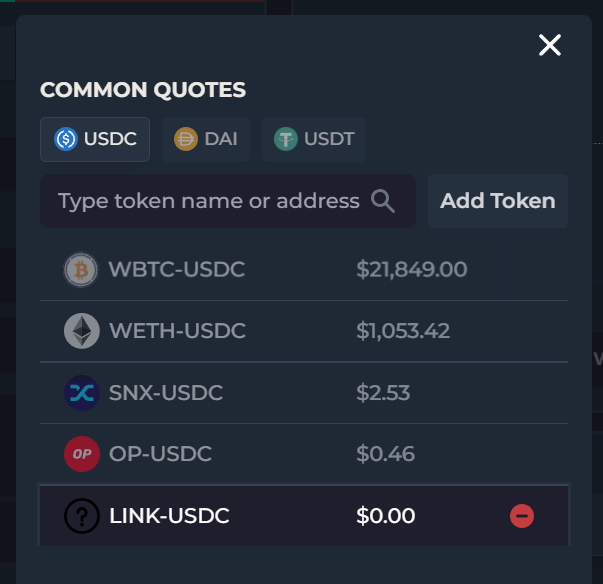 COMMON QUOTES
USDC DAI USDT
Type token name or address Add Token
WBTC-USDC $21,849.00
WETH-USDC $1,053.42
SNX-USDC $2.53
OP OP-USDC $0.46
? LINK-USDC $0.00